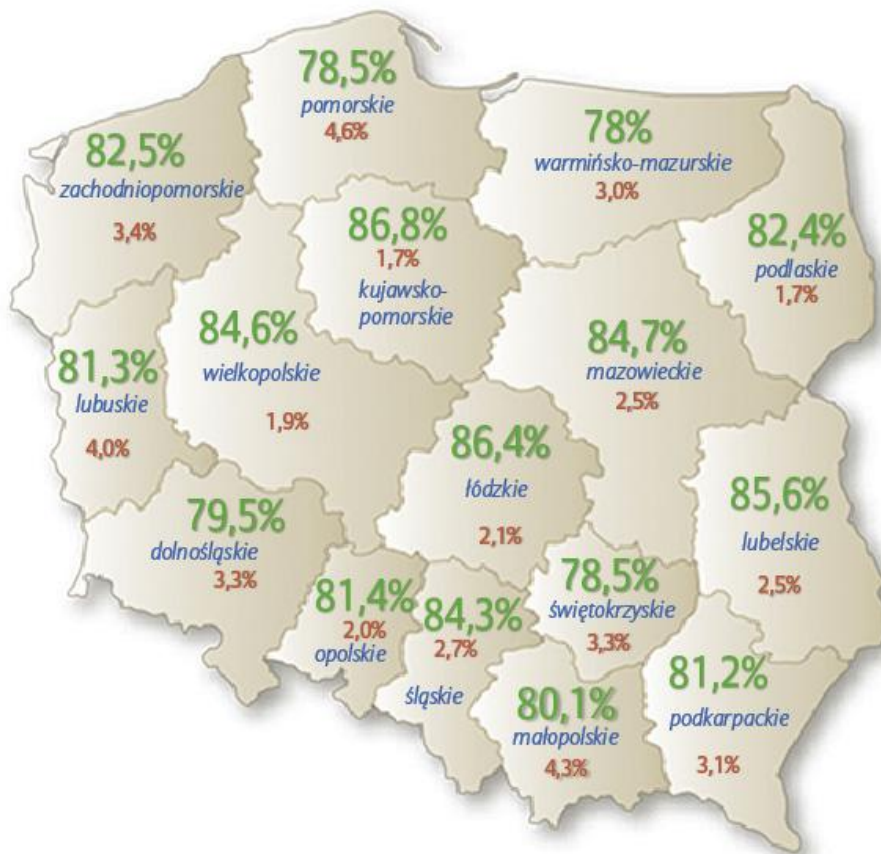 78,5%
pomorskie
4,6%
78%
warmińsko-mazurskie
3,0%
82,5%
zachodniopomorskie
3,4%
86,8%
1,7%
kujawsko-
pomorskie
82,4%
podlaskie
1,7%
84,6%
wielkopolskie
1,9%
84,7%
mazowieckie
2,5%
81,3%
lubuskie
4,0%
86,4%
łódzkie
2,1%
85,6%
lubelskie
2,5%
79,5%
dolnośląskie
3,3%
81,4%
2,0%
opolskie
84,3%
2,7%
śląskie
78,5%
świętokrzyskie
3,3%
80,1%
małopolskie
4,3%
81,2%
podkarpackie
3,1%